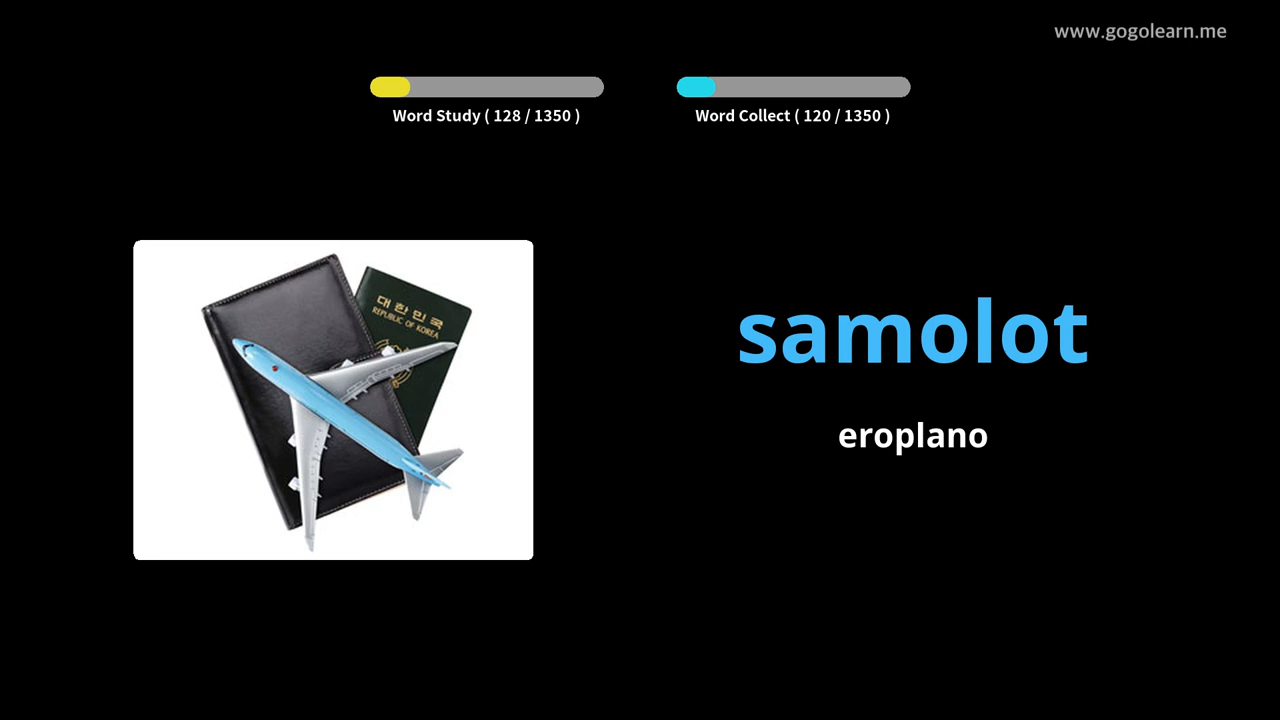 www.gogolearn.me
Word Study ( 128 / 1350 )
Word Collect ( 120 / 1350 )
대한민국
REPUBLIC OF KOREA
samolot
eroplano